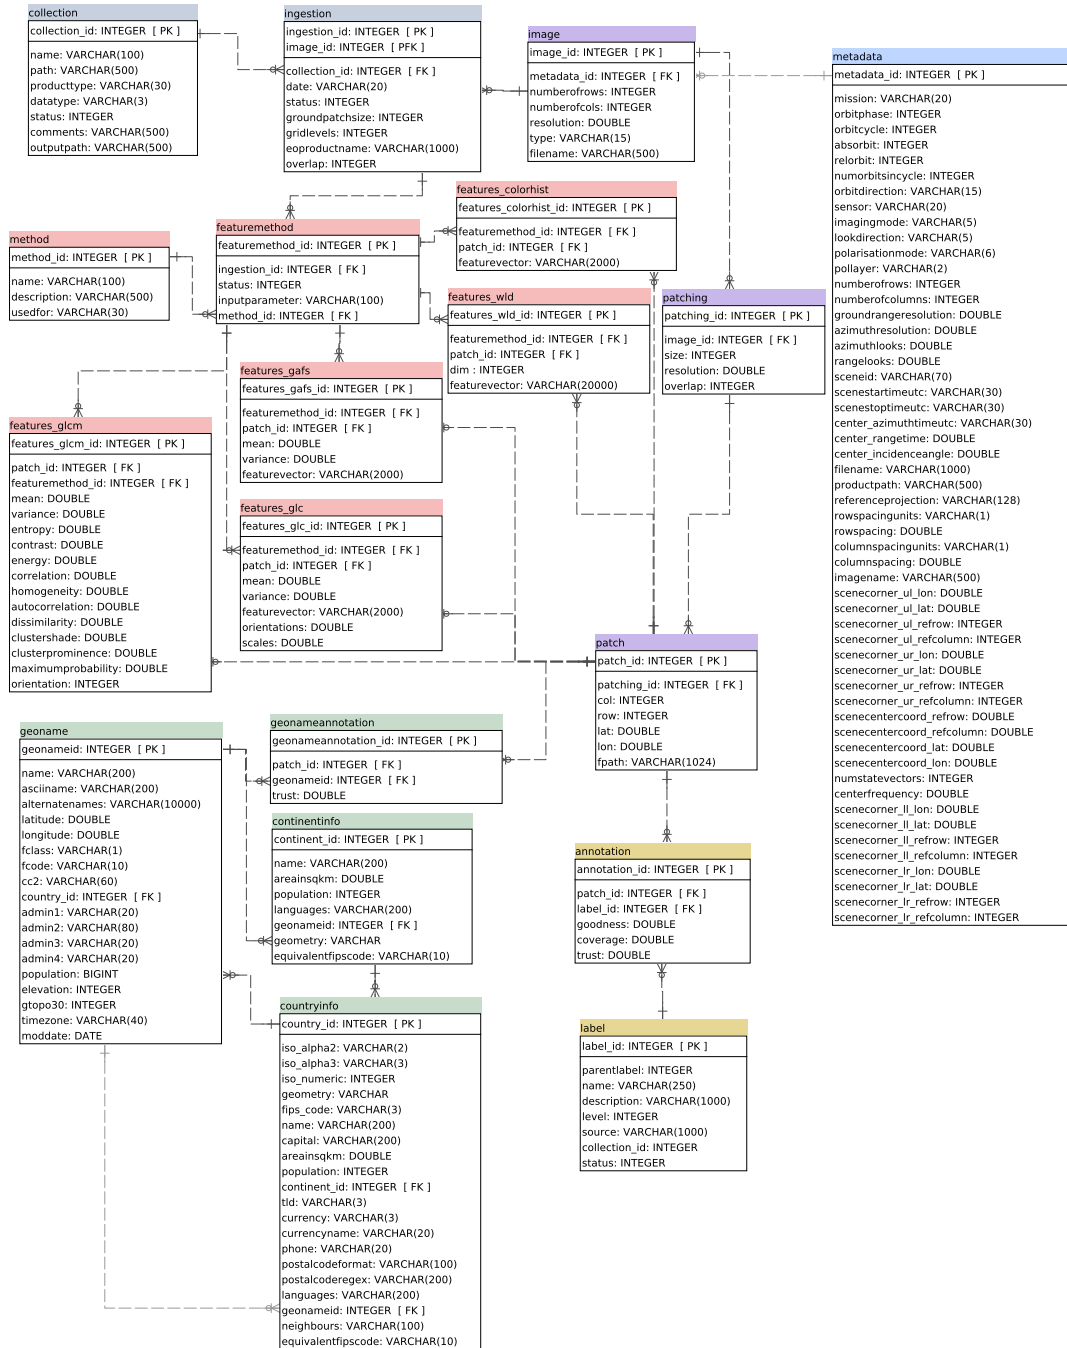 collection
collection_id: INTEGER [ PK ]
name: VARCHAR(100)
path: VARCHAR(500)
producttype: VARCHAR(30)
datatype: VARCHAR(3)
status: INTEGER
comments: VARCHAR(500)
outputpath: VARCHAR(500)
ingestion
ingestion_id: INTEGER [ PK ]
image_id: INTEGER [ PFK ]
collection_id: INTEGER [ FK ]
date: VARCHAR(20)
status: INTEGER
groundpatchsize: INTEGER
gridlevels: INTEGER
eoproductname: VARCHAR(1000)
overlap: INTEGER
image
image_id: INTEGER [ PK ]
metadata_id: INTEGER [ FK ]
numberofrows: INTEGER
numberofcols: INTEGER
resolution: DOUBLE
type: VARCHAR(15)
filename: VARCHAR(500)
metadata
metadata_id: INTEGER [ PK ]
mission: VARCHAR(20)
orbitphase: INTEGER
orbitcycle: INTEGER
absorbit: INTEGER
relorbit: INTEGER
numorbitsincycle: INTEGER
orbitdirection: VARCHAR(15)
sensor: VARCHAR(20)
imagingmode: VARCHAR(5)
lookdirection: VARCHAR(5)
polarisationmode: VARCHAR(6)
pollayer: VARCHAR(2)
numberofrows: INTEGER
numberofcolumns: INTEGER
groundrangeresolution: DOUBLE
azimuthresolution: DOUBLE
azimuthlooks: DOUBLE
rangelooks: DOUBLE
sceneid: VARCHAR(70)
scenestartimeutc: VARCHAR(30)
scenestoptimeutc: VARCHAR(30)
center_azimuthtimeutc: VARCHAR(30)
center_rangetime: DOUBLE
center_incidenceangle: DOUBLE
filename: VARCHAR(1000)
productpath: VARCHAR(500)
referenceprojection: VARCHAR(128)
rowspacingunits: VARCHAR(1)
rowspacing: DOUBLE
columnspacingunits: VARCHAR(1)
columnspacing: DOUBLE
imagename: VARCHAR(500)
scenecorner_ul_lon: DOUBLE
scenecorner_ul_lat: DOUBLE
scenecorner_ul_refrow: INTEGER
scenecorner_ul_refcolumn: INTEGER
scenecorner_ur_lon: DOUBLE
scenecorner_ur_lat: DOUBLE
scenecorner_ur_refrow: INTEGER
scenecorner_ur_refcolumn: INTEGER
scenecentercoord_refrow: DOUBLE
scenecentercoord_refcolumn: DOUBLE
scenecentercoord_lat: DOUBLE
scenecentercoord_lon: DOUBLE
numstatevectors: INTEGER
centerfrequency: DOUBLE
scenecorner_ll_lon: DOUBLE
scenecorner_ll_lat: DOUBLE
scenecorner_ll_refrow: INTEGER
scenecorner_ll_refcolumn: INTEGER
scenecorner_lr_lon: DOUBLE
scenecorner_lr_lat: DOUBLE
scenecorner_lr_refrow: INTEGER
scenecorner_lr_refcolumn: INTEGER
method
method_id: INTEGER [ PK ]
name: VARCHAR(100)
description: VARCHAR(500)
usedfor: VARCHAR(30)
featuremethod
featuremethod_id: INTEGER [ PK ]
ingestion_id: INTEGER [ FK ]
status: INTEGER
inputparameter: VARCHAR(100)
method_id: INTEGER [ FK ]
features_colorhist
features_colorhist_id: INTEGER [ PK ]
featuremethod_id: INTEGER [ FK ]
patch_id: INTEGER [ FK ]
featurevector: VARCHAR(2000)
features_wld
features_wld_id: INTEGER [ PK ]
featuremethod_id: INTEGER [ FK ]
patch_id: INTEGER [ FK ]
dim : INTEGER
featurevector: VARCHAR(20000)
patching
patching_id: INTEGER [ PK ]
image_id: INTEGER [ FK ]
size: INTEGER
resolution: DOUBLE
overlap: INTEGER
features_gafs
features_gafs_id: INTEGER [ PK ]
featuremethod_id: INTEGER [ FK ]
patch_id: INTEGER [ FK ]
mean: DOUBLE
variance: DOUBLE
featurevector: VARCHAR(2000)
features_glcm
features_glcm_id: INTEGER [ PK ]
patch_id: INTEGER [ FK ]
featuremethod_id: INTEGER [ FK ]
mean: DOUBLE
variance: DOUBLE
entropy: DOUBLE
contrast: DOUBLE
energy: DOUBLE
correlation: DOUBLE
homogeneity: DOUBLE
autocorrelation: DOUBLE
dissimilarity: DOUBLE
clustershade: DOUBLE
clusterprominence: DOUBLE
maximumprobability: DOUBLE
orientation: INTEGER
features_glc
features_glc_id: INTEGER [ PK ]
featuremethod_id: INTEGER [ FK ]
patch_id: INTEGER [ FK ]
mean: DOUBLE
variance: DOUBLE
featurevector: VARCHAR(2000)
orientations: DOUBLE
scales: DOUBLE
patch
patch_id: INTEGER [ PK ]
patching_id: INTEGER [ FK ]
col: INTEGER
row: INTEGER
lat: DOUBLE
lon: DOUBLE
fpath: VARCHAR(1024)
geoname
geonameid: INTEGER [ PK ]
name: VARCHAR(200)
asciiname: VARCHAR(200)
alternatenames: VARCHAR(10000)
latitude: DOUBLE
longitude: DOUBLE
fclass: VARCHAR(1)
fcode: VARCHAR(10)
cc2: VARCHAR(60)
country_id: INTEGER [ FK ]
admin1: VARCHAR(20)
admin2: VARCHAR(80)
admin3: VARCHAR(20)
admin4: VARCHAR(20)
population: BIGINT
elevation: INTEGER
gtopo30: INTEGER
timezone: VARCHAR(40)
moddate: DATE
geonameannotation
geonameannotation_id: INTEGER [ PK ]
patch_id: INTEGER [ FK ]
geonameid: INTEGER [ FK ]
trust: DOUBLE
continentinfo
continent_id: INTEGER [ PK ]
name: VARCHAR(200)
areainsqkm: DOUBLE
population: INTEGER
languages: VARCHAR(200)
geonameid: INTEGER [ FK ]
geometry: VARCHAR
equivalentfipscode: VARCHAR(10)
annotation
annotation_id: INTEGER [ PK ]
patch_id: INTEGER [ FK ]
label_id: INTEGER [ FK ]
goodness: DOUBLE
coverage: DOUBLE
trust: DOUBLE
countryinfo
country_id: INTEGER [ PK ]
iso_alpha2: VARCHAR(2)
iso_alpha3: VARCHAR(3)
iso_numeric: INTEGER
geometry: VARCHAR
fips_code: VARCHAR(3)
name: VARCHAR(200)
capital: VARCHAR(200)
areainsqkm: DOUBLE
population: INTEGER
continent_id: INTEGER [ FK ]
tld: VARCHAR(3)
currency: VARCHAR(3)
currencyname: VARCHAR(20)
phone: VARCHAR(20)
postalcodeformat: VARCHAR(100)
postalcoderegex: VARCHAR(200)
languages: VARCHAR(200)
geonameid: INTEGER [ FK ]
neighbours: VARCHAR(100)
equivalentfipscode: VARCHAR(10)
label
label_id: INTEGER [ PK ]
parentlabel: INTEGER
name: VARCHAR(250)
description: VARCHAR(1000)
level: INTEGER
source: VARCHAR(1000)
collection_id: INTEGER
status: INTEGER